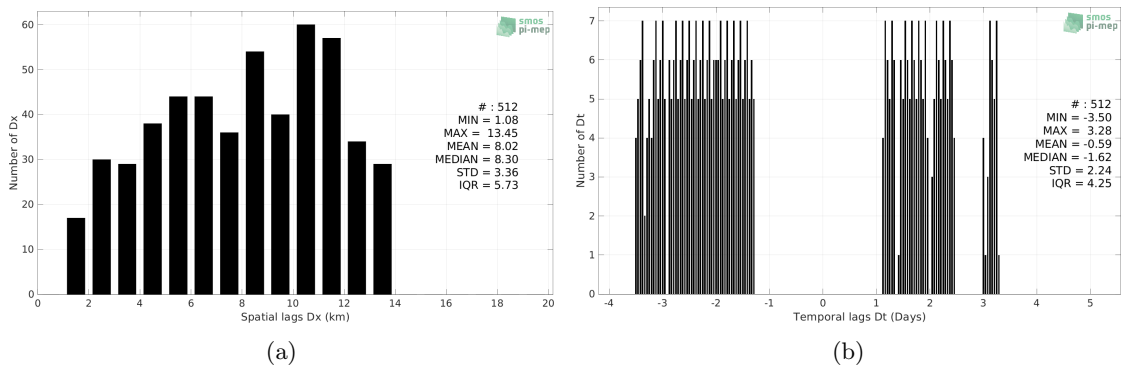 60
50
40
30
20
10
0
Number of Dx
smos
pi-mep
# : 512
MIN = 1.08
MAX = 13.45
MEAN = 8.02
MEDIAN = 8.30
STD = 3.36
IQR = 5.73
0 2 4 6 8 10 12 14 16 18 20
Spatial lags Dx (km)
(a)
7
6
5
4
3
2
1
0
Number of Dt
smos
pi-mep
# : 512
MIN = -3.50
MAX = 3.28
MEAN = -0.59
MEDIAN = -1.62
STD = 2.24
IQR = 4.25
-4 -3 -2 -1 0 1 2 3 4 5
Temporal lags Dt (Days)
(b)